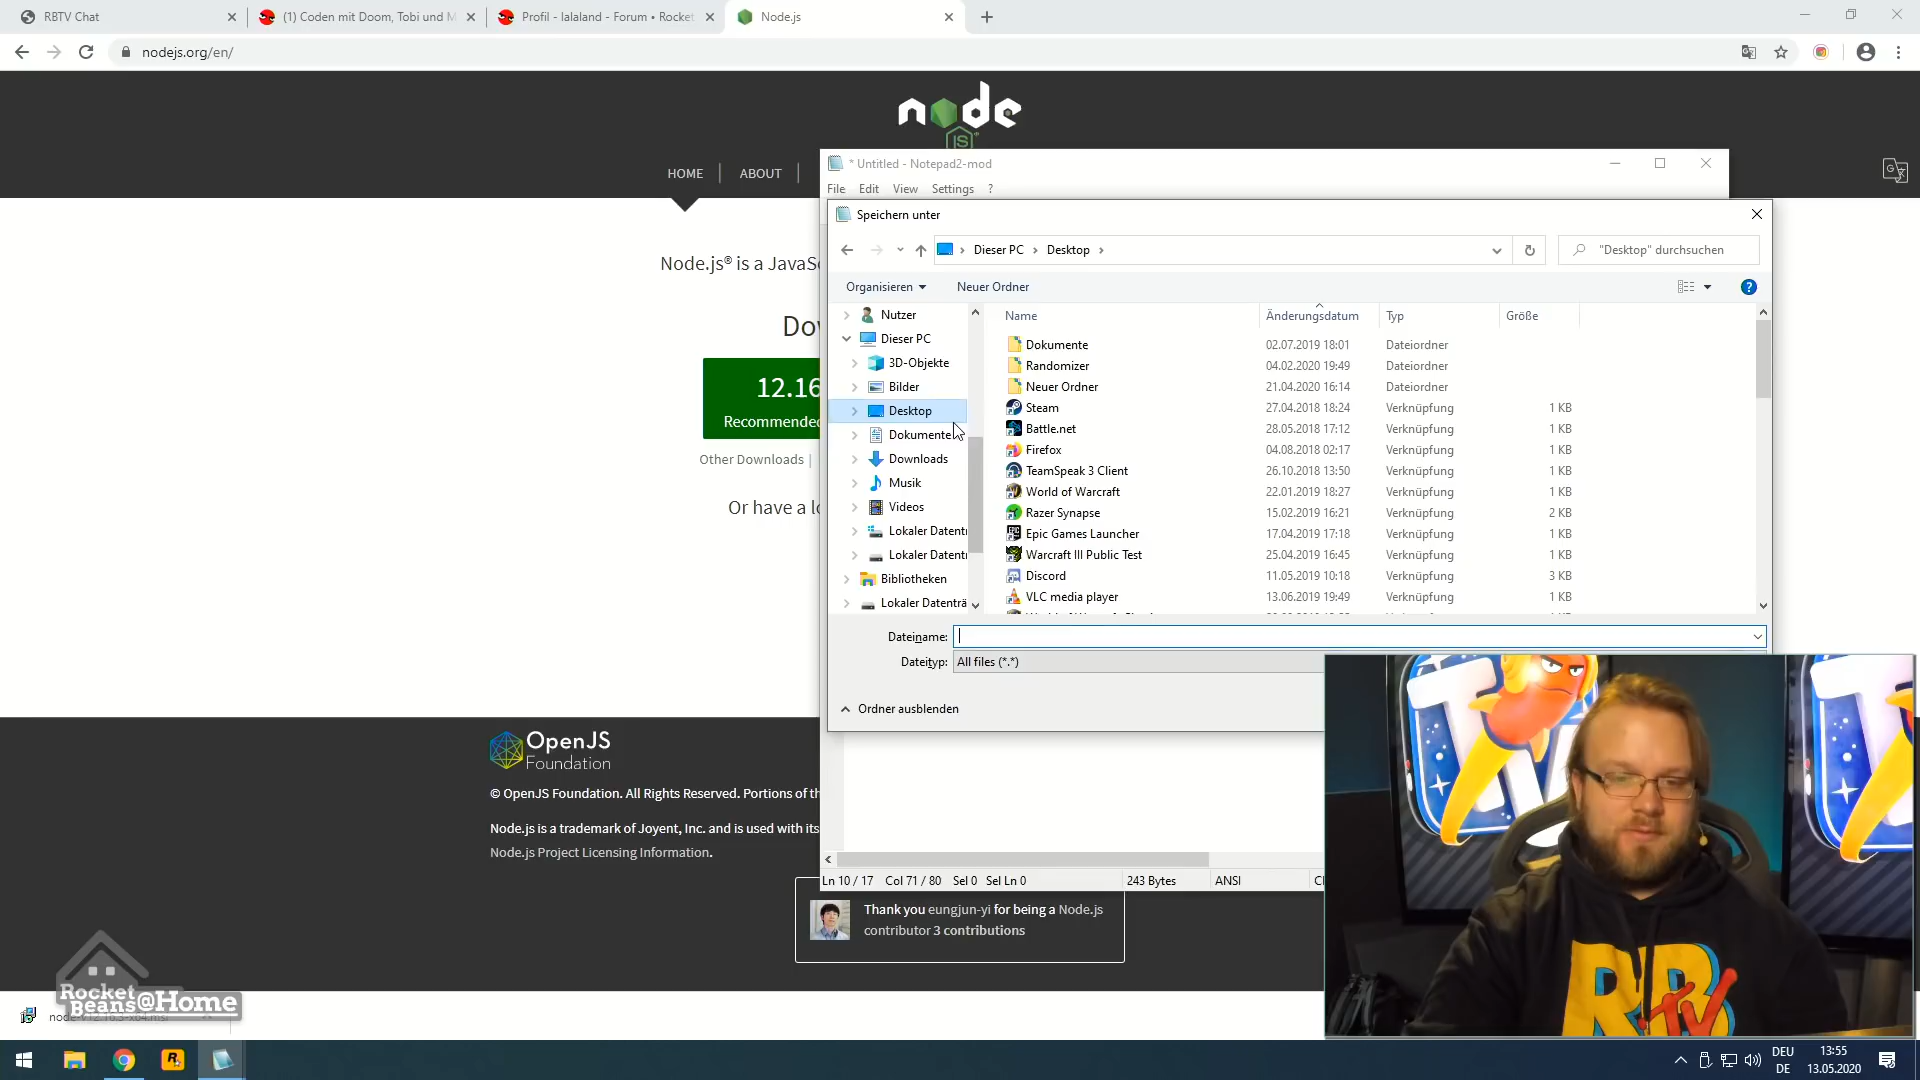 RBTV Chat
(1) Coden mit Doom, Tobi und M
Profil - lalaland - Forum • Rocket
Node.js
nodejs.org/en/
node
JS
HOME
ABOUT
Node.js® is a JavaSc
Dow
12.16
Recommended
Other Downloads
Or have a lo
* Untitled - Notepad2-mod
File Edit View Settings ?
Speichern unter
Dieser PC › Desktop ›
"Desktop" durchsuchen
Organisieren
Neuer Ordner
Nutzer
Dieser PC
3D-Objekte
Bilder
Desktop
Dokumente
Downloads
Musik
Videos
Lokaler Datentr
Lokaler Datentr
Bibliotheken
Lokaler Datenträ
Name Änderungsdatum Typ Größe
Dokumente 02.07.2019 18:01 Dateiordner
Randomizer 04.02.2020 19:49 Dateiordner
Neuer Ordner 21.04.2020 16:14 Dateiordner
Steam 27.04.2018 18:24 Verknüpfung 1 KB
Battle.net 28.05.2018 17:12 Verknüpfung 1 KB
Firefox 04.08.2018 02:17 Verknüpfung 1 KB
TeamSpeak 3 Client 26.10.2018 13:50 Verknüpfung 1 KB
World of Warcraft 22.01.2019 18:27 Verknüpfung 1 KB
Razer Synapse 15.02.2019 16:21 Verknüpfung 2 KB
Epic Games Launcher 17.04.2019 17:18 Verknüpfung 1 KB
Warcraft III Public Test 25.04.2019 16:45 Verknüpfung 1 KB
Discord 11.05.2019 10:18 Verknüpfung 3 KB
VLC media player 13.06.2019 19:49 Verknüpfung 1 KB
Dateiname:
Dateityp: All files (*.*)
Ordner ausblenden
OpenJS
Foundation
© OpenJS Foundation. All Rights Reserved. Portions of th
Node.js is a trademark of Joyent, Inc. and is used with its
Node.js Project Licensing Information.
Ln 10 / 17 Col 71 / 80 Sel 0 Sel Ln 0 243 Bytes ANSI
Thank you eungjun-yi for being a Node.js
contributor 3 contributions
Rocket
Beans@Home
RBTV
DEU
DE
13:55
13.05.2020